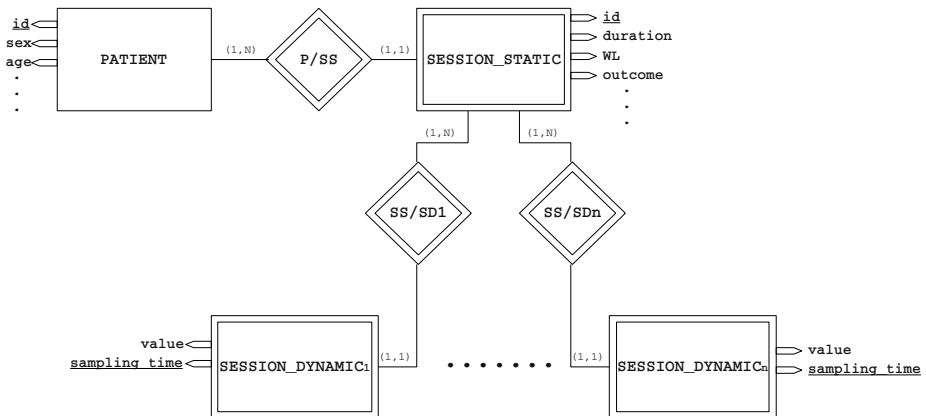 id
sex
age
PATIENT
(1,N)
P/SS
(1,1)
SESSION_STATIC
id
duration
WL
outcome
(1,N)
(1,N)
SS/SD1
SS/SDn
value
sampling_time
SESSION_DYNAMIC1
(1,1)
(1,1)
SESSION_DYNAMICn
value
sampling_time